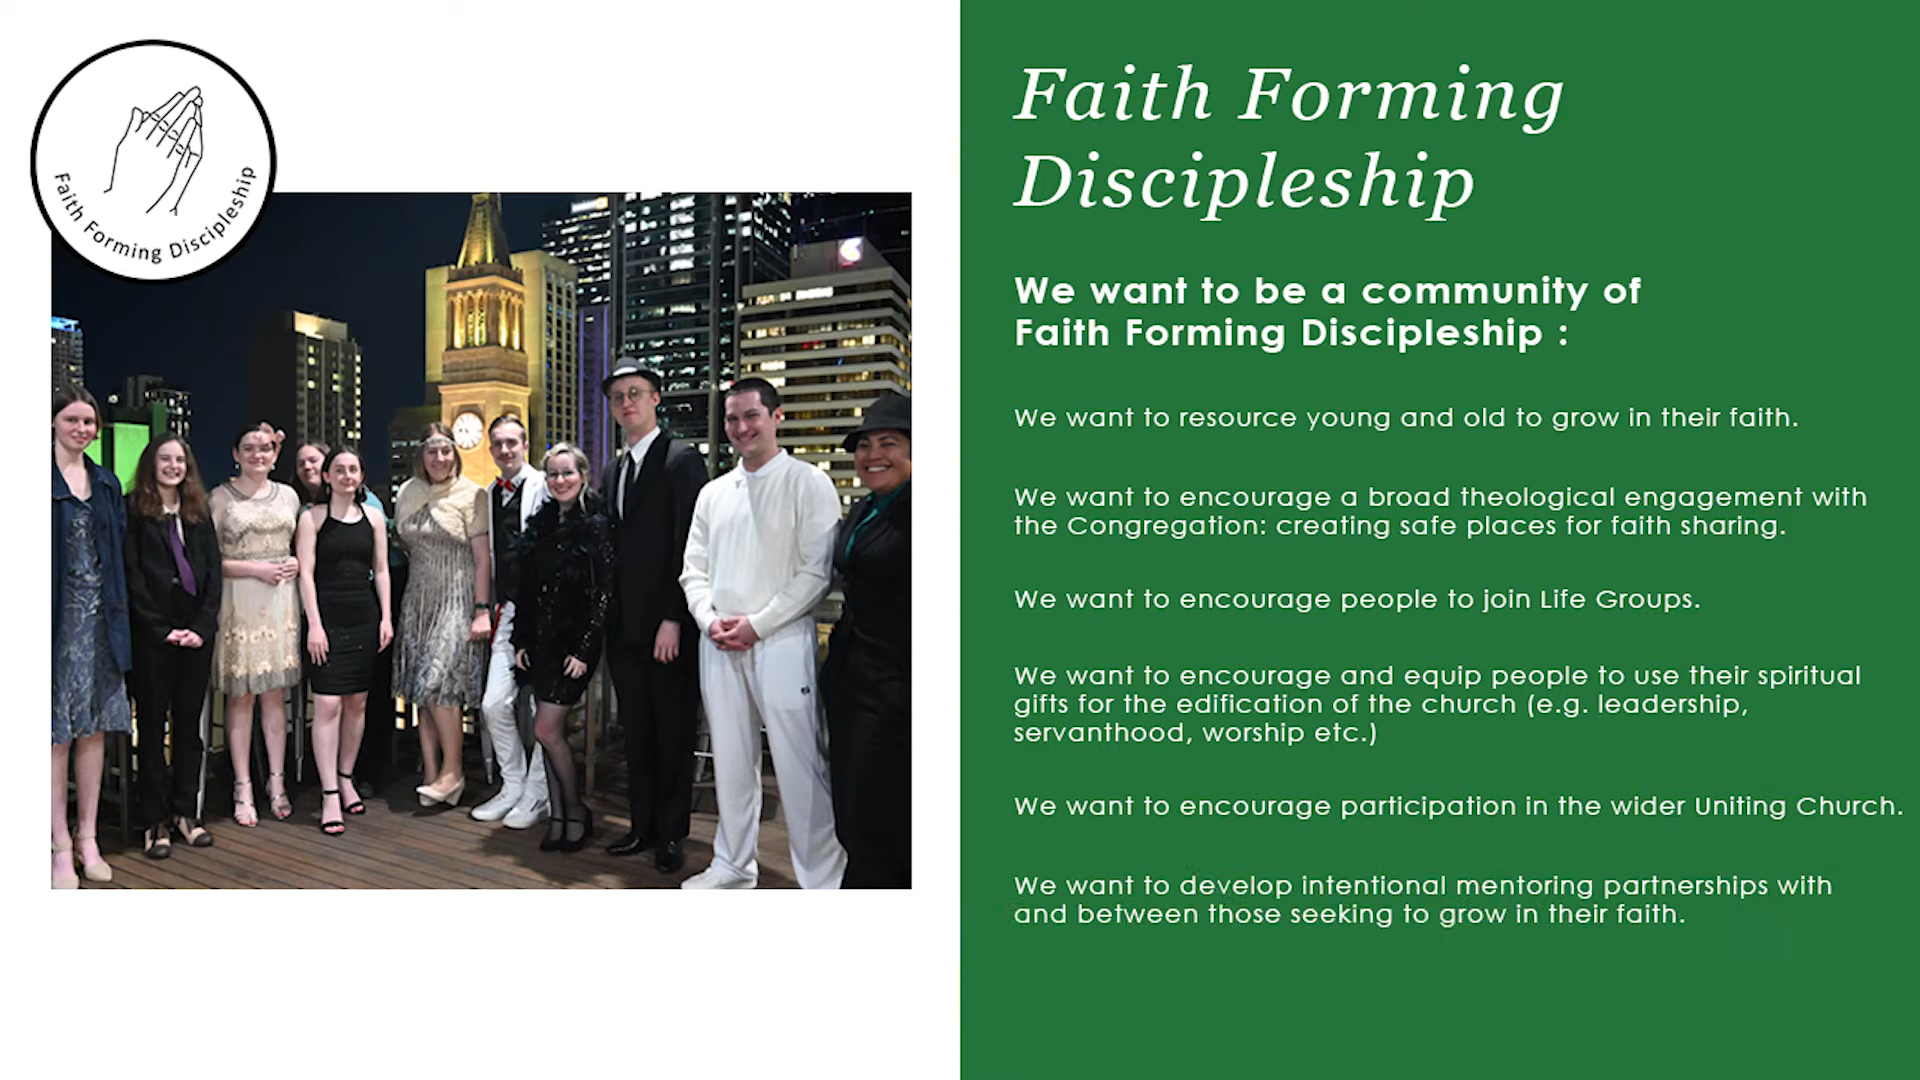 Faith Forming Discipleship
Faith Forming
Discipleship
We want to be a community of
Faith Forming Discipleship :
We want to resource young and old to grow in their faith.
We want to encourage a broad theological engagement with
the Congregation: creating safe places for faith sharing.
We want to encourage people to join Life Groups.
We want to encourage and equip people to use their spiritual
gifts for the edification of the church (e.g. leadership,
servanthood, worship etc.)
We want to encourage participation in the wider Uniting Church.
We want to develop intentional mentoring partnerships with
and between those seeking to grow in their faith.